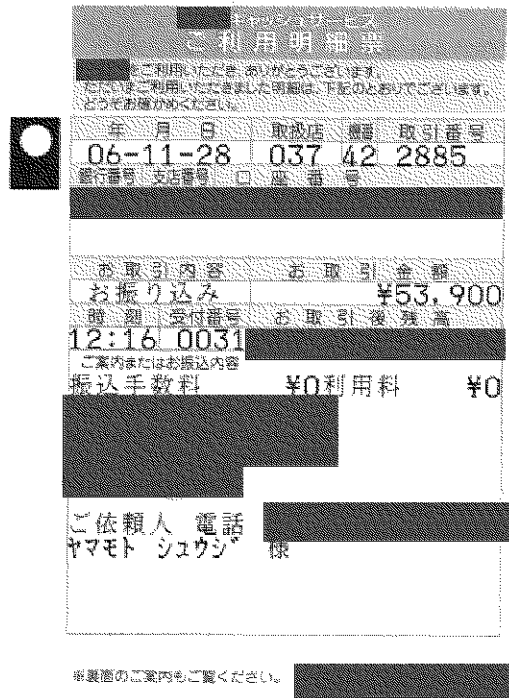 キャッシュサービス
ご利用明細票
をご利用いただき ありがとうございます。
ただいまご利用いただきました明細は、下記のとおりでございます。
どうぞお確かめください。
年 月 日 取扱店 機番 取引番号
06-11-28 037 42 2885
銀行番号 支店番号 口座番号
お取引内容 お取引金額
お振り込み ¥53,900
時刻 受付番号 お取引後残高
12:16 0031
ご案内またはお振込内容
振込手数料 ¥0利用料 ¥0
ご依頼人 電話
ヤマモト シュウジ 様
※裏面のご案内もご覧ください。